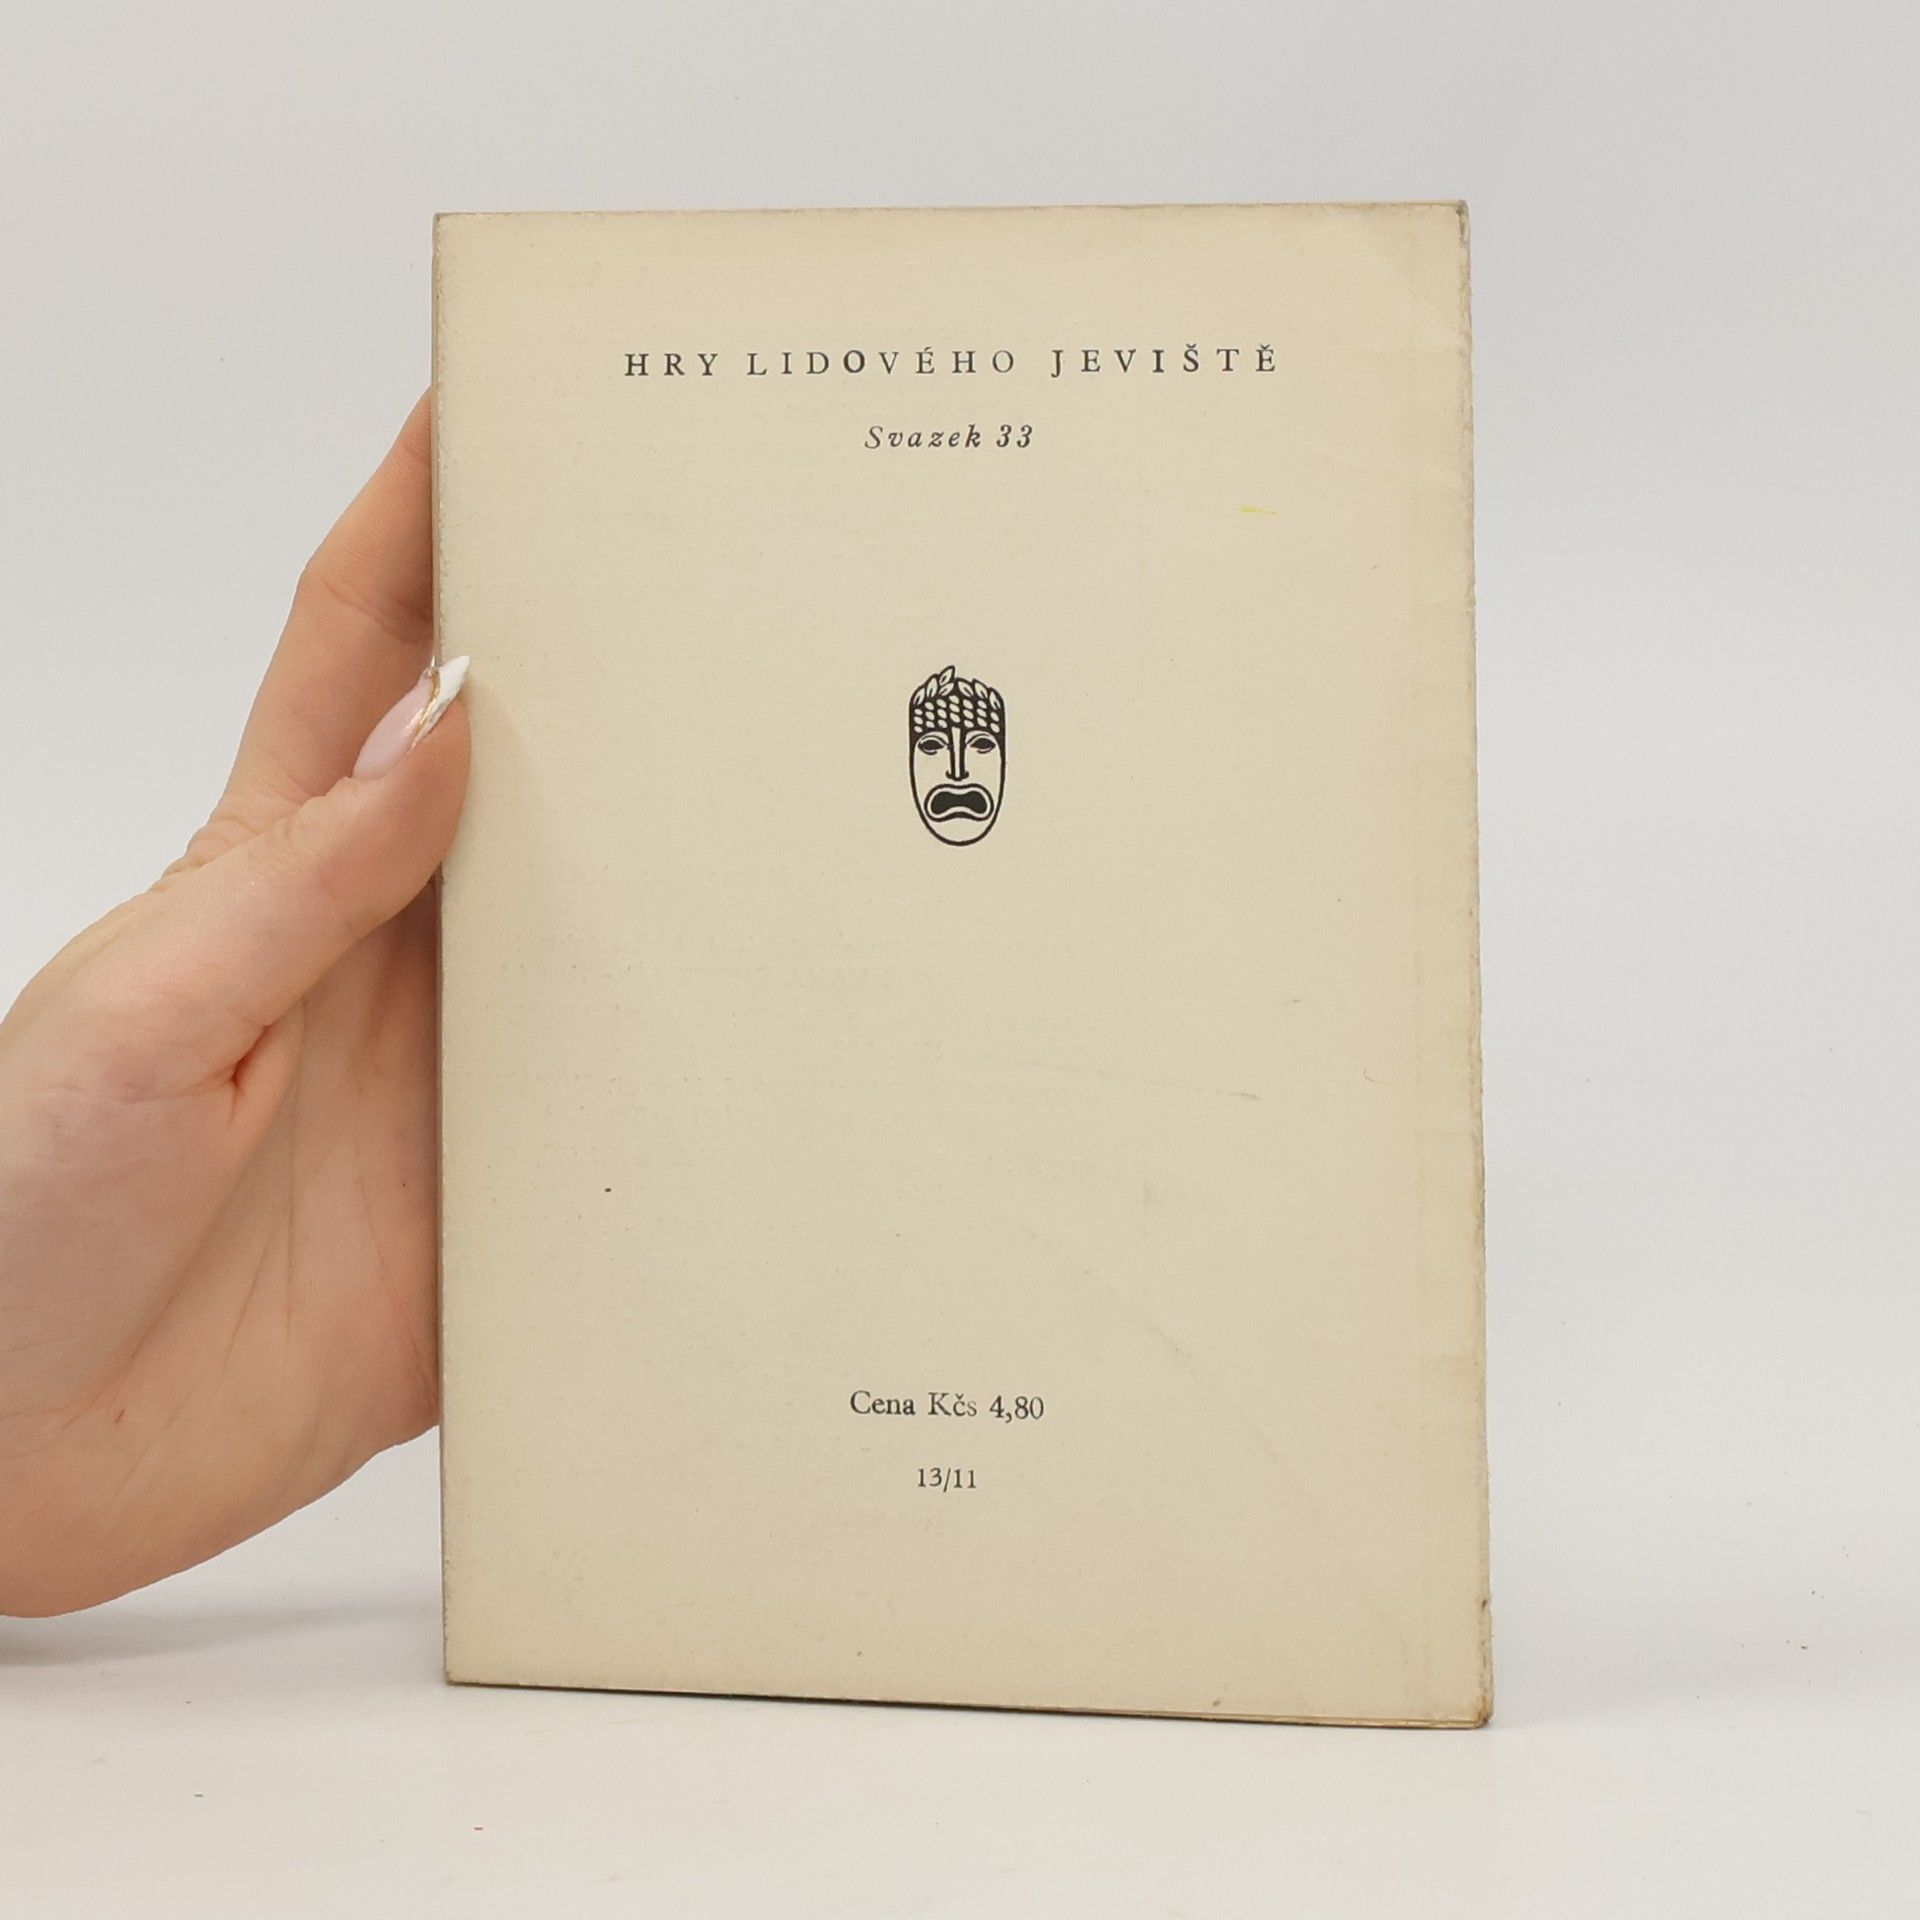 HRY LIDOVÉHO JEVIŠTĚ
Svazek 33
Cena Kčs 4,80
13/11